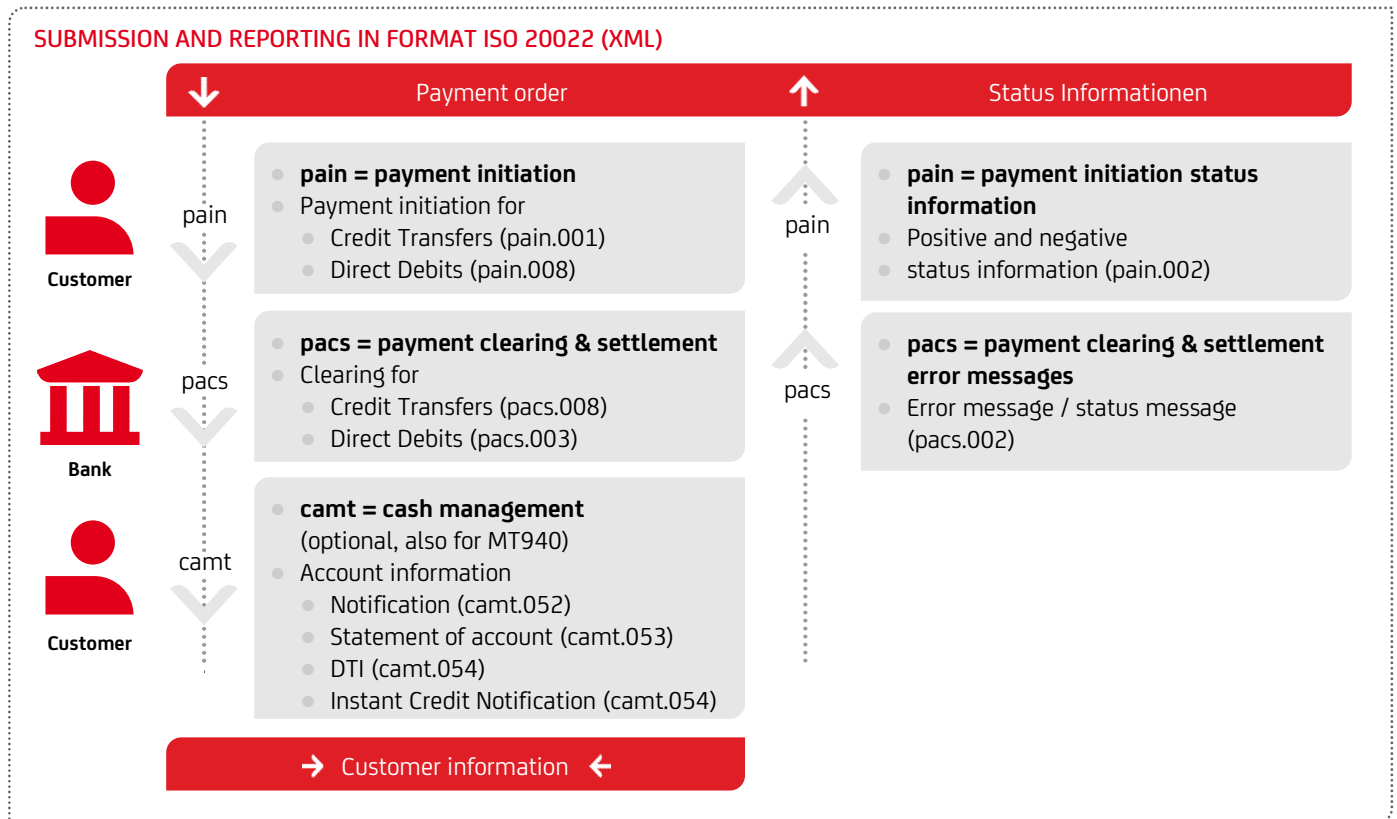 SUBMISSION AND REPORTING IN FORMAT ISO 20022 (XML)
Payment order
Status Informationen
Customer
pain
pain = payment initiation
Payment initiation for
Credit Transfers (pain.001)
Direct Debits (pain.008)
pain
pain = payment initiation status
information
Positive and negative
status information (pain.002)
Bank
pacs
pacs = payment clearing & settlement
Clearing for
Credit Transfers (pacs.008)
Direct Debits (pacs.003)
pacs
pacs = payment clearing & settlement
error messages
Error message / status message
(pacs.002)
Customer
camt
camt = cash management
(optional, also for MT940)
Account information
Notification (camt.052)
Statement of account (camt.053)
DTI (camt.054)
Instant Credit Notification (camt.054)
Customer information